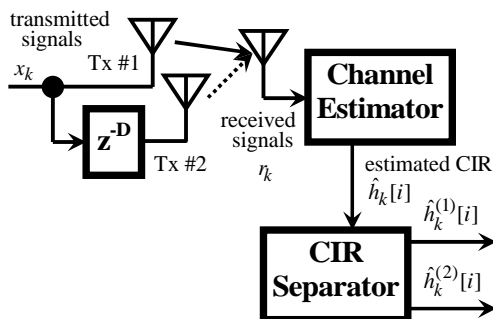 transmitted
signals
x_k
Tx #1
z^-D
Tx #2
received
signals
r_k
Channel
Estimator
estimated CIR
ĥ_k[i]
CIR
Separator
ĥ_k^(1)[i]
ĥ_k^(2)[i]